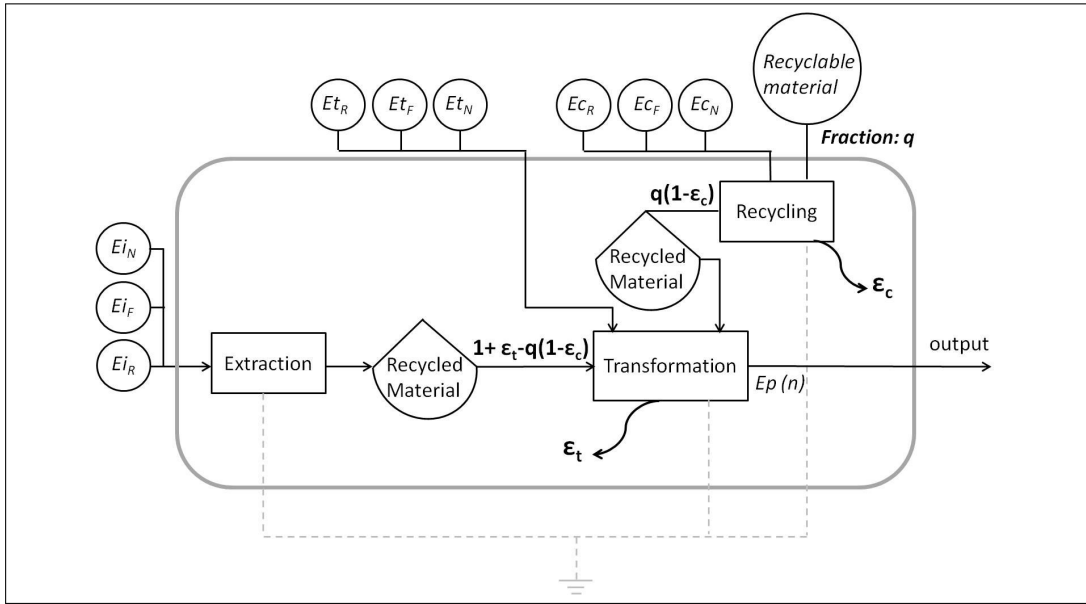 Recyclable
material
Et_R
Et_F
Et_N
Ec_R
Ec_F
Ec_N
Fraction: q
q(1-ε_c)
Recycling
Ei_N
Recycled
Material
ε_c
Ei_F
1+ ε_t-q(1-ε_c)
output
Ei_R
Extraction
Recycled
Material
Transformation
Ep (n)
ε_t